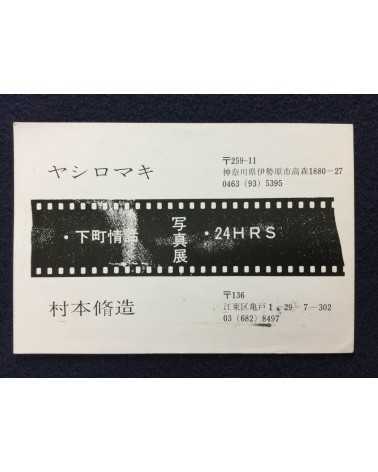 ヤシロマキ
〒259-11
神奈川県伊勢原市高森1880−27
0463 (93) 5395
・下町情話
写真展
・24HRS
村本脩造
〒136
江東区亀戸1−29−7−302
03 (682) 8497